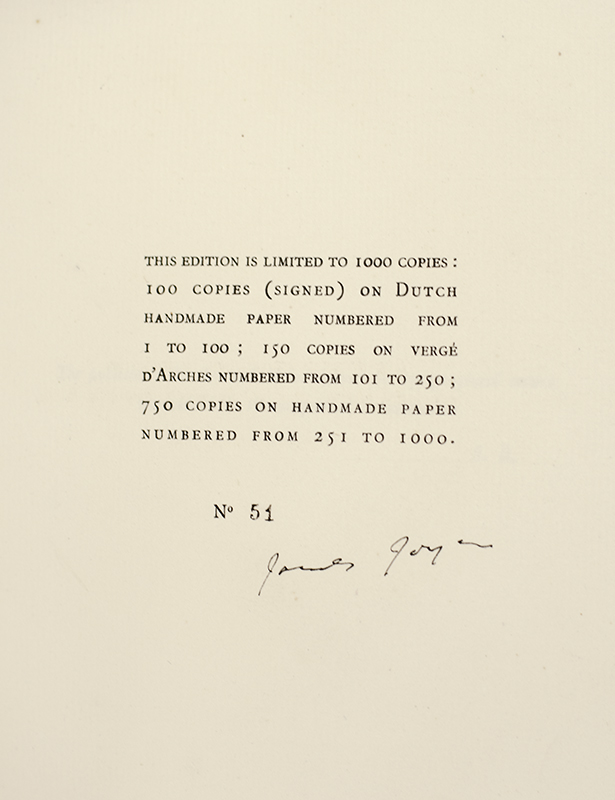 THIS EDITION IS LIMITED TO 1000 COPIES :
100 COPIES (SIGNED) ON DUTCH
HANDMADE PAPER NUMBERED FROM
1 TO 100 ; 150 COPIES ON VERGÉ
D'ARCHES NUMBERED FROM 101 TO 250 ;
750 COPIES ON HANDMADE PAPER
NUMBERED FROM 251 TO 1000.
Nº 51
James Joyce